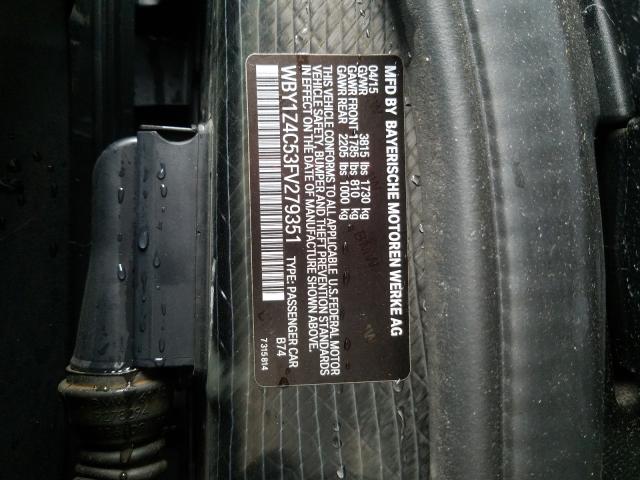 MFD BY BAYERISCHE MOTOREN WERKE AG
04/15
GVWR 3815 lbs 1730 kg
GAWR FRONT 1785 lbs 810 kg
GAWR REAR 2205 lbs 1000 kg
THIS VEHICLE CONFORMS TO ALL APPLICABLE U.S. FEDERAL MOTOR
VEHICLE SAFETY, BUMPER AND THEFT PREVENTION STANDARDS
IN EFFECT ON THE DATE OF MANUFACTURE SHOWN ABOVE.
WBY1Z4C53FV279351 TYPE: PASSENGER CAR
B74
7315814